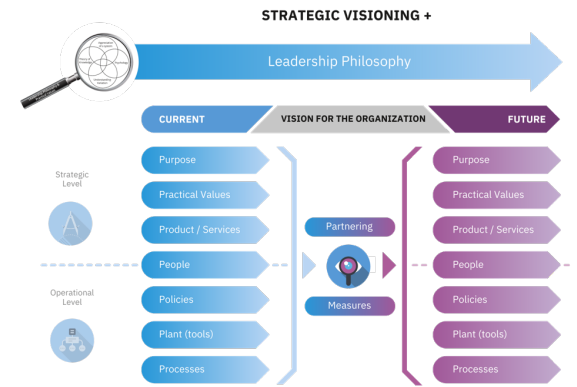 STRATEGIC VISIONING +
Leadership Philosophy
CURRENT
VISION FOR THE ORGANIZATION
FUTURE
Strategic
Level
Operational
Level
Purpose
Practical Values
Product / Services
People
Policies
Plant (tools)
Processes
Partnering
Measures
Purpose
Practical Values
Product / Services
People
Policies
Plant (tools)
Processes